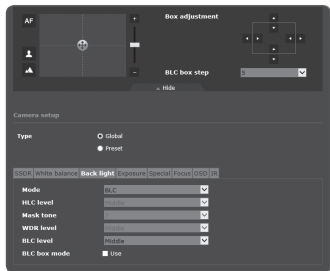 AF
+
Box adjustment
-
BLC box step
5
Hide
Camera setup
Type
Global
Preset
SSDR White balance Back light Exposure Special Focus OSD IR
Mode
BLC
HLC level
Middle
Mask tone
WDR level
Middle
BLC level
Middle
BLC box mode
Use